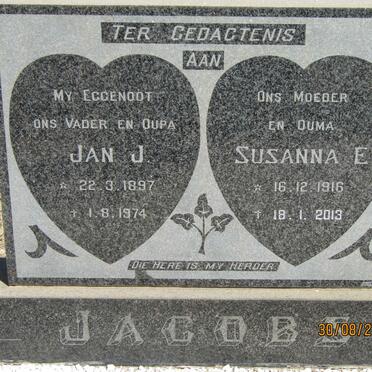 TER GEDAGTENIS
AAN
MY EGGENOOT
ONS VADER EN OUPA
JAN J.
☆ 22.3.1897
† 1.8.1974
ONS MOEDER
EN OUMA
SUSANNA E
☆ 16.12.1916
† 18.1.2013
DIE HERE IS MY HERDER
JACOBS
30/08/2